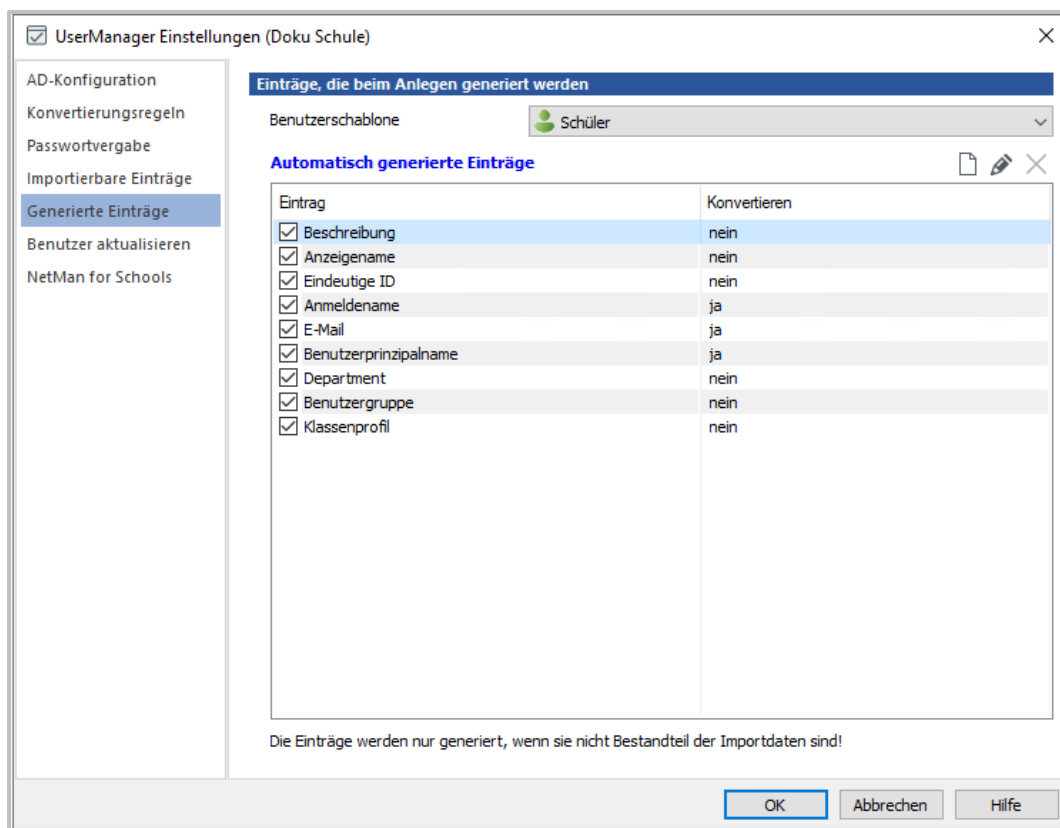 UserManager Einstellungen (Doku Schule)
AD-Konfiguration
Konvertierungsregeln
Passwortvergabe
Importierbare Einträge
Generierte Einträge
Benutzer aktualisieren
NetMan for Schools
Einträge, die beim Anlegen generiert werden
Benutzerschablone Schüler
Automatisch generierte Einträge
Eintrag Konvertieren
Beschreibung nein
Anzeigename nein
Eindeutige ID nein
Anmeldename ja
E-Mail ja
Benutzerprinzipalname ja
Department nein
Benutzergruppe nein
Klassenprofil nein
Die Einträge werden nur generiert, wenn sie nicht Bestandteil der Importdaten sind!
OK Abbrechen Hilfe